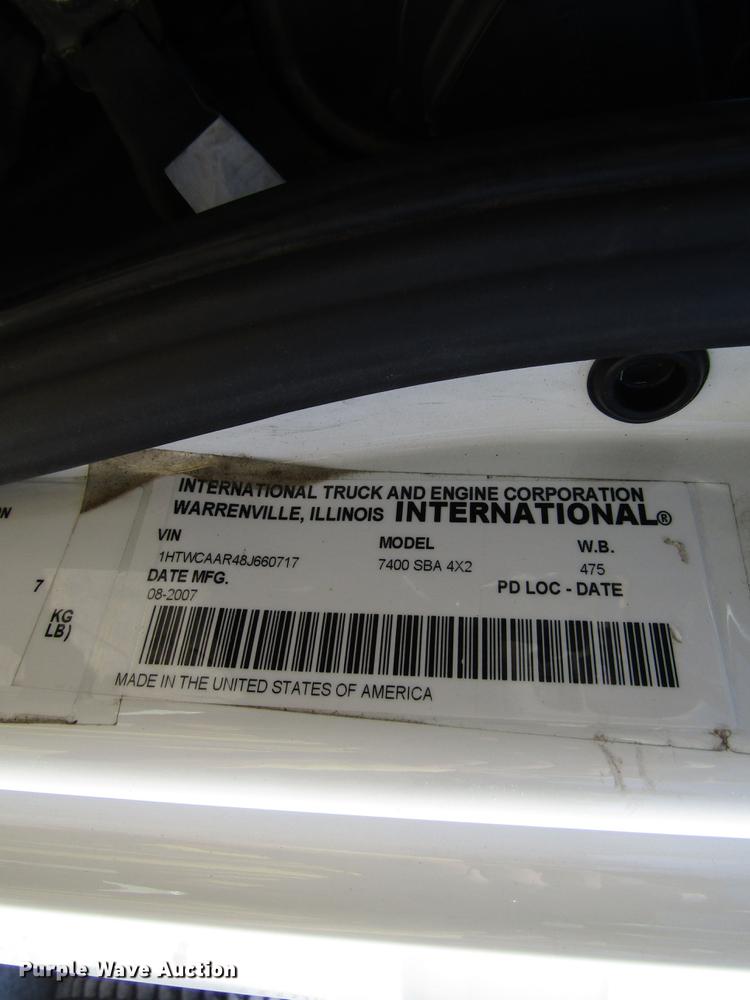 INTERNATIONAL TRUCK AND ENGINE CORPORATION
WARRENVILLE, ILLINOIS INTERNATIONAL®
VIN MODEL W.B.
1HTWCAAR48J660717 7400 SBA 4X2 475
DATE MFG. PD LOC - DATE
08-2007
MADE IN THE UNITED STATES OF AMERICA
7
KG
LB)
Purple Wave Auction